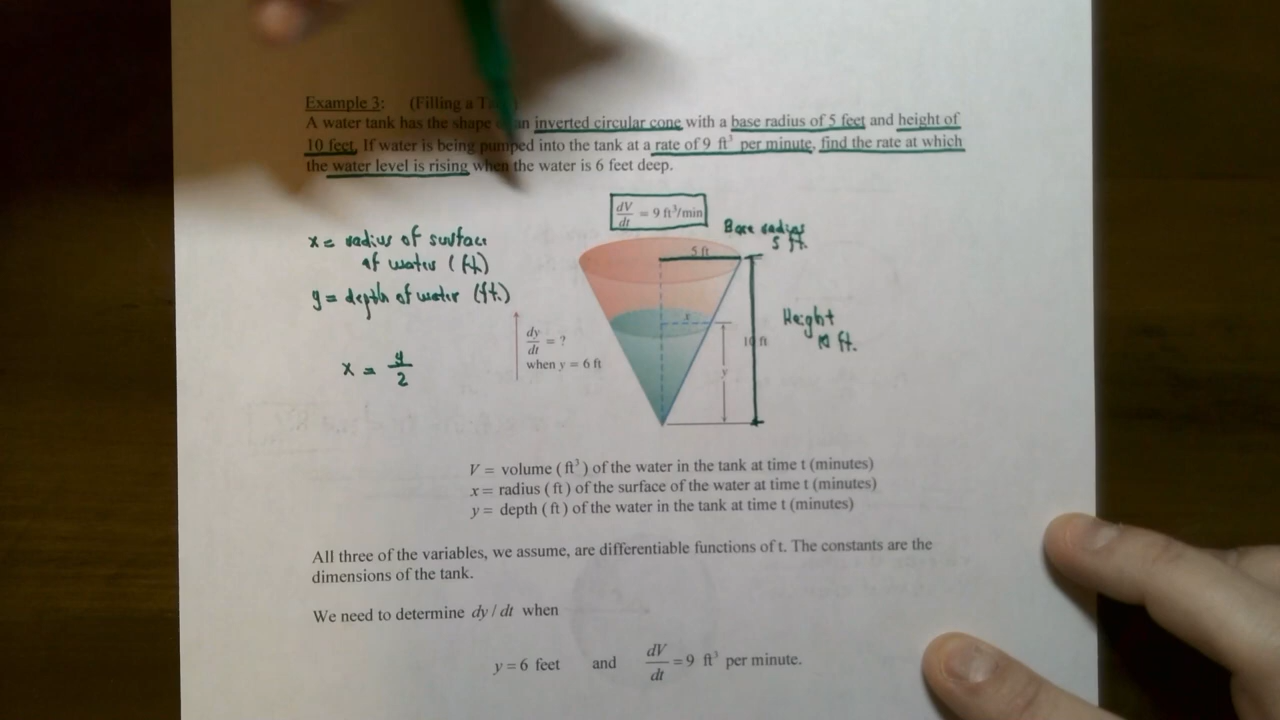 Example 3: (Filling a
A water tank has the shape an inverted circular cone with a base radius of 5 feet and height of
10 feet. If water is being pumped into the tank at a rate of 9 ft³ per minute, find the rate at which
the water level is rising when the water is 6 feet deep.
dV/dt = 9 ft³/min
Base radius
5 ft.
x = radius of surface
of water (ft)
y = depth of water (ft.)
x = y/2
5 ft
x
dy/dt = ?
when y = 6 ft
y
10 ft
Height
10 ft.
V = volume (ft³) of the water in the tank at time t (minutes)
x = radius (ft) of the surface of the water at time t (minutes)
y = depth (ft) of the water in the tank at time t (minutes)
All three of the variables, we assume, are differentiable functions of t. The constants are the
dimensions of the tank.
We need to determine dy/dt when
y = 6 feet and dV/dt = 9 ft³ per minute.